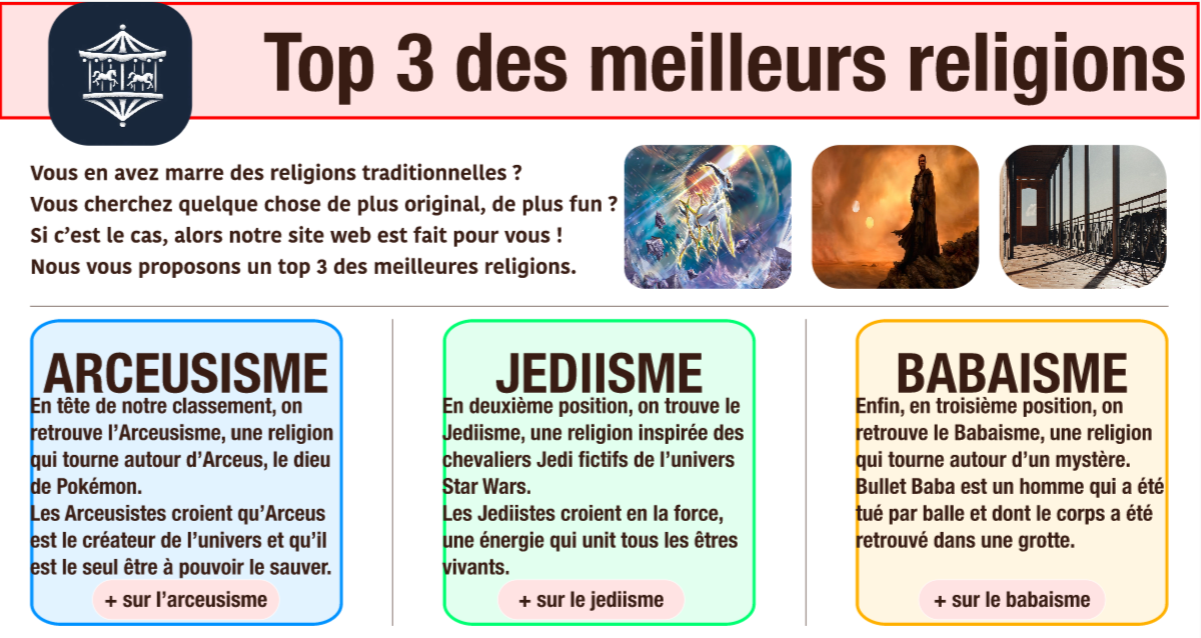 Top 3 des meilleurs religions
Vous en avez marre des religions traditionnelles ?
Vous cherchez quelque chose de plus original, de plus fun ?
Si c’est le cas, alors notre site web est fait pour vous !
Nous vous proposons un top 3 des meilleures religions.
ARCEUSISME
En tête de notre classement, on
retrouve l’Arceusisme, une religion
qui tourne autour d’Arceus, le dieu
de Pokémon.
Les Arceusistes croient qu’Arceus
est le créateur de l’univers et qu’il
est le seul être à pouvoir le sauver.
+ sur l’arceusisme
JEDIISME
En deuxième position, on trouve le
Jediisme, une religion inspirée des
chevaliers Jedi fictifs de l’univers
Star Wars.
Les Jediistes croient en la force,
une énergie qui unit tous les êtres
vivants.
+ sur le jediisme
BABAISME
Enfin, en troisième position, on
retrouve le Babaisme, une religion
qui tourne autour d’un mystère.
Bullet Baba est un homme qui a été
tué par balle et dont le corps a été
retrouvé dans une grotte.
+ sur le babaisme